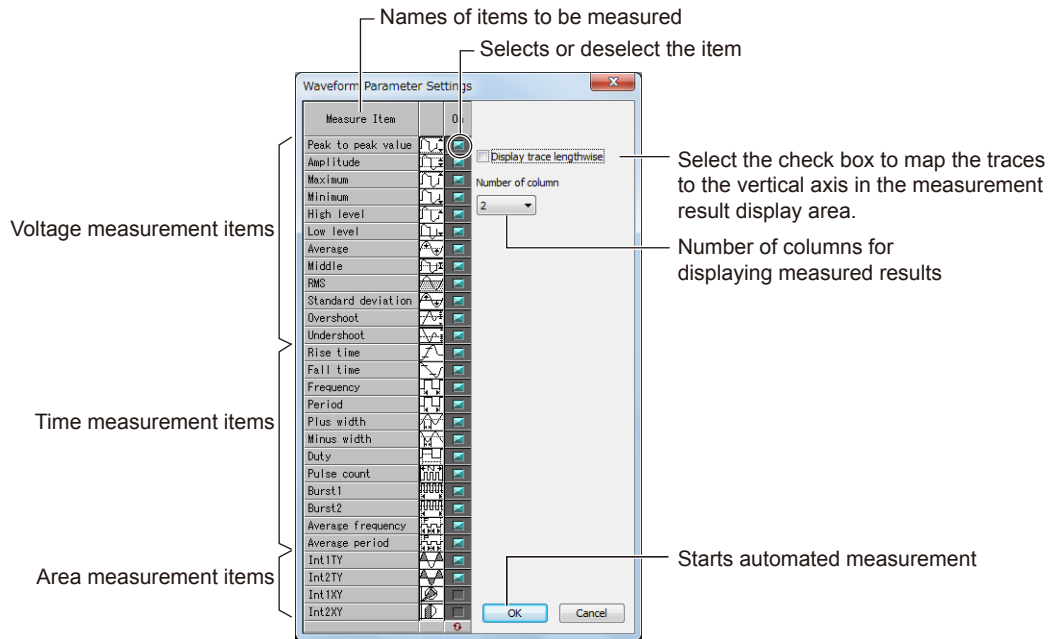 Names of items to be measured
Selects or deselect the item
Waveform Parameter Settings
Measure Item
On
Peak to peak value
Amplitude
Maximum
Minimum
High level
Low level
Average
Middle
RMS
Standard deviation
Overshoot
Undershoot
Rise time
Fall time
Frequency
Period
Plus width
Minus width
Duty
Pulse count
Burst1
Burst2
Average frequency
Average period
Int1TY
Int2TY
Int1XY
Int2XY
Display trace lengthwise
Number of column
2
OK
Cancel
Voltage measurement items
Time measurement items
Area measurement items
Select the check box to map the traces
to the vertical axis in the measurement
result display area.
Number of columns for
displaying measured results
Starts automated measurement